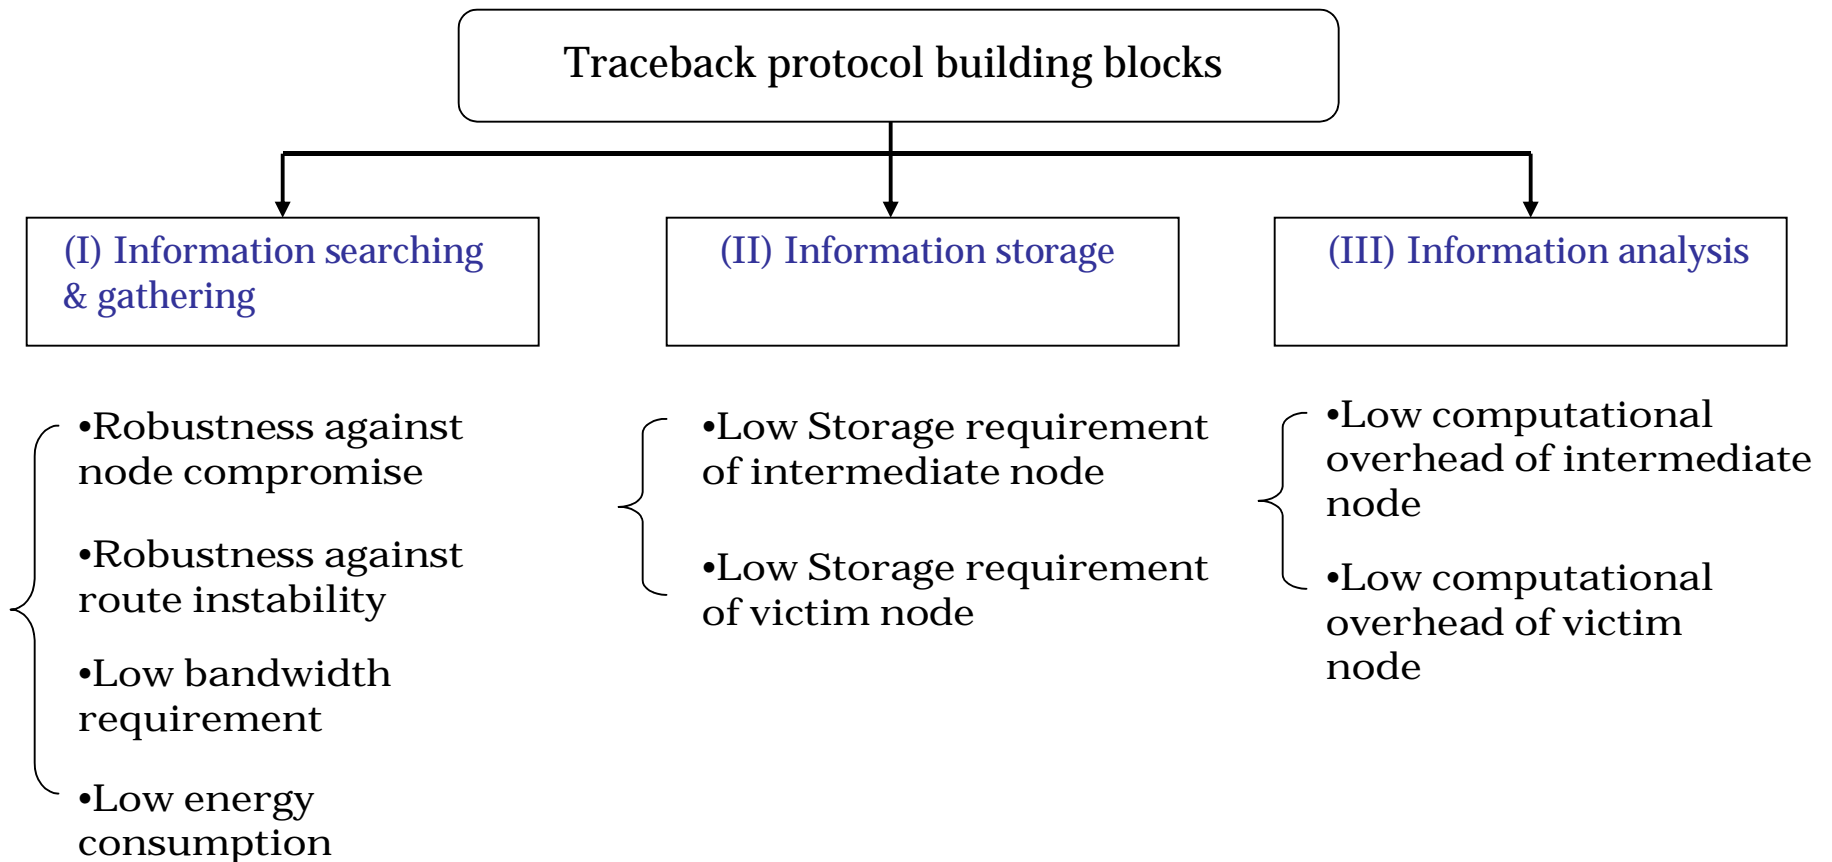 Traceback protocol building blocks
(I) Information searching
& gathering
(II) Information storage
(III) Information analysis
•Robustness against
node compromise
•Robustness against
route instability
•Low bandwidth
requirement
•Low energy
consumption
•Low Storage requirement
of intermediate node
•Low Storage requirement
of victim node
•Low computational
overhead of intermediate
node
•Low computational
overhead of victim
node